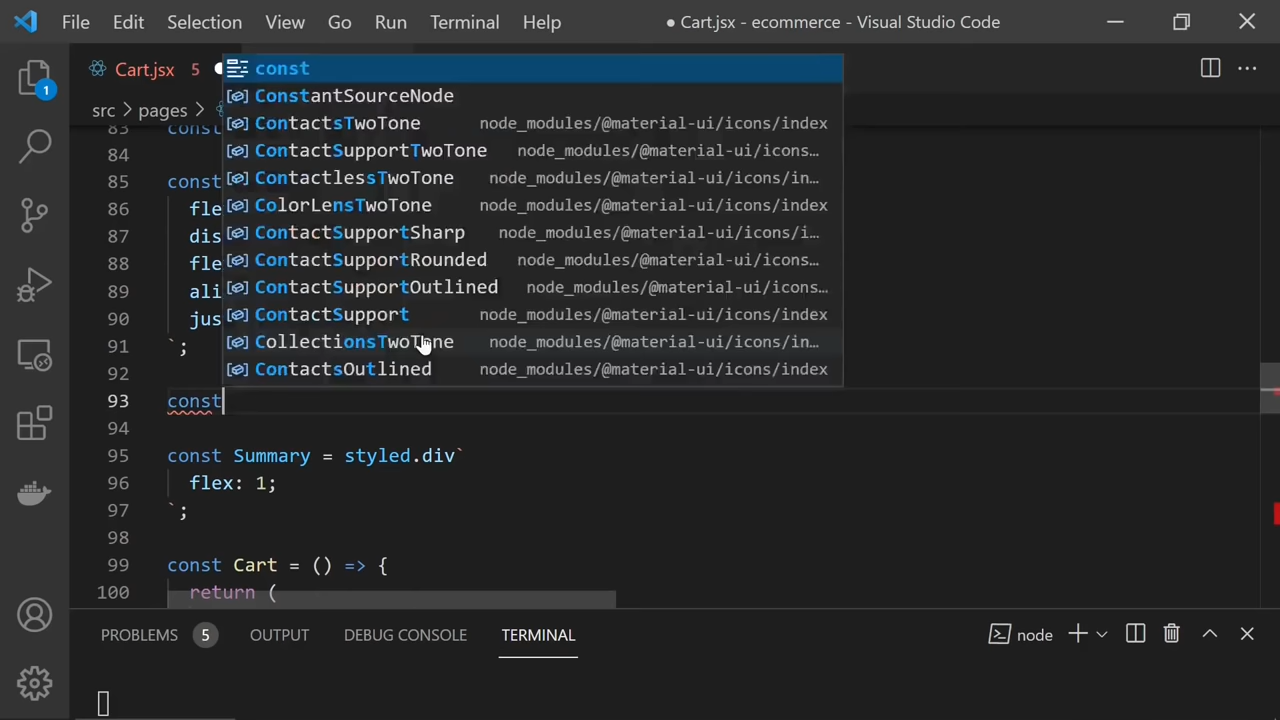 File Edit Selection View Go Run Terminal Help ● Cart.jsx - ecommerce - Visual Studio Code
Cart.jsx 5
src > pages >
1
const
ConstantSourceNode
ContactsTwoTone node_modules/@material-ui/icons/index
ContactSupportTwoTone node_modules/@material-ui/icons…
ContactlessTwoTone node_modules/@material-ui/icons/in…
ColorLensTwoTone node_modules/@material-ui/icons/index
ContactSupportSharp node_modules/@material-ui/icons/i…
ContactSupportRounded node_modules/@material-ui/icons…
ContactSupportOutlined node_modules/@material-ui/icons…
ContactSupport node_modules/@material-ui/icons/index
CollectionsTwoTone node_modules/@material-ui/icons/in…
ContactsOutlined node_modules/@material-ui/icons/index
83 const
84
85 const
86 fle
87 dis
88 fle
89 ali
90 jus
91 `;
92
93 const
94
95 const Summary = styled.div`
96 flex: 1;
97 `;
98
99 const Cart = () => {
100 return (
PROBLEMS 5 OUTPUT DEBUG CONSOLE TERMINAL node